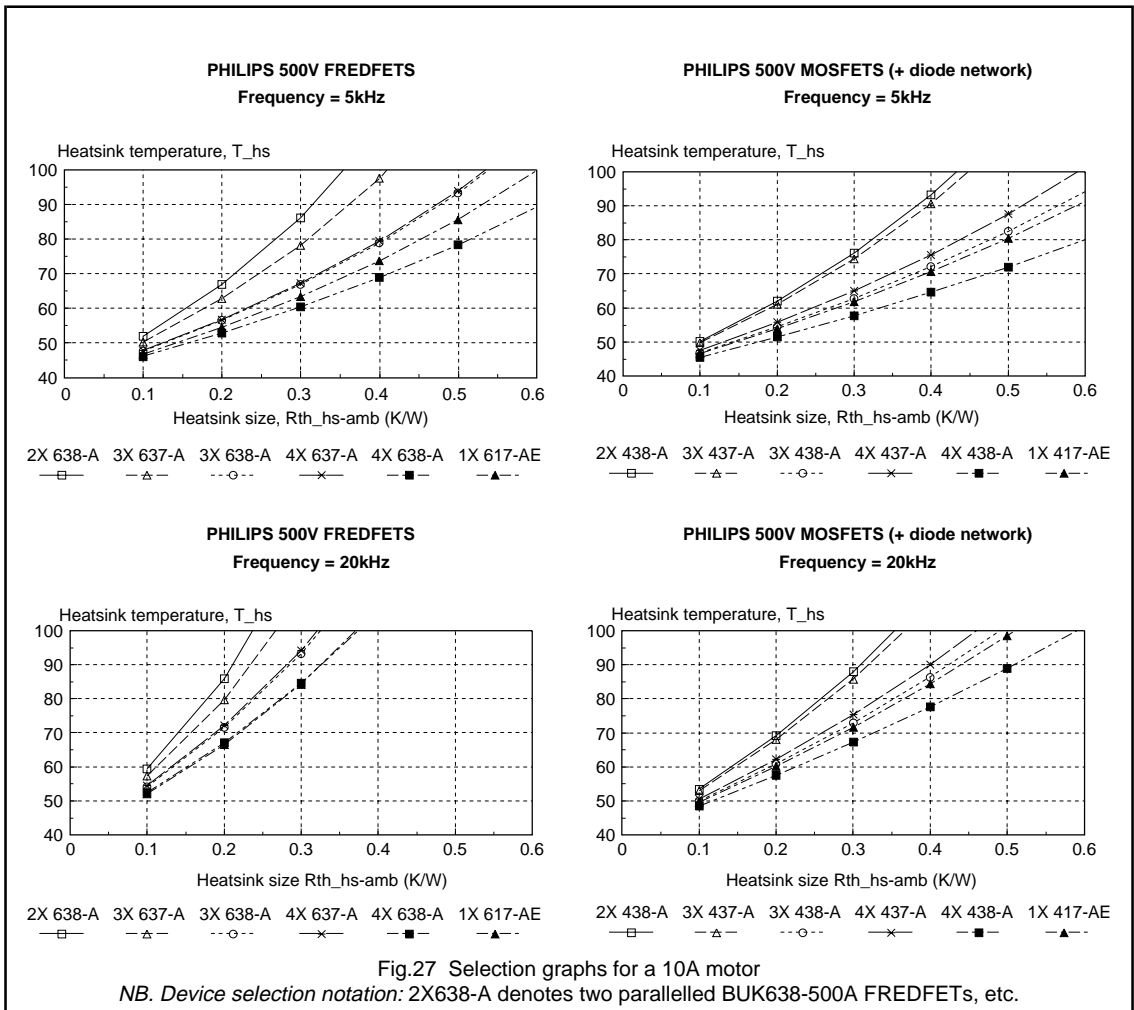 PHILIPS 500V FREDFETS
Frequency = 5kHz
Heatsink temperature, T_hs
100
90
80
70
60
50
40
0 0.1 0.2 0.3 0.4 0.5 0.6
Heatsink size, Rth_hs-amb (K/W)
2X 638-A 3X 637-A 3X 638-A 4X 637-A 4X 638-A 1X 617-AE
PHILIPS 500V MOSFETS (+ diode network)
Frequency = 5kHz
Heatsink temperature, T_hs
100
90
80
70
60
50
40
0 0.1 0.2 0.3 0.4 0.5 0.6
Heatsink size, Rth_hs-amb (K/W)
2X 438-A 3X 437-A 3X 438-A 4X 437-A 4X 438-A 1X 417-AE
PHILIPS 500V FREDFETS
Frequency = 20kHz
Heatsink temperature, T_hs
100
90
80
70
60
50
40
0 0.1 0.2 0.3 0.4 0.5 0.6
Heatsink size Rth_hs-amb (K/W)
2X 638-A 3X 637-A 3X 638-A 4X 637-A 4X 638-A 1X 617-AE
PHILIPS 500V MOSFETS (+ diode network)
Frequency = 20kHz
Heatsink temperature, T_hs
100
90
80
70
60
50
40
0 0.1 0.2 0.3 0.4 0.5 0.6
Heatsink size Rth_hs-amb (K/W)
2X 438-A 3X 437-A 3X 438-A 4X 437-A 4X 438-A 1X 417-AE
Fig.27 Selection graphs for a 10A motor
NB. Device selection notation: 2X638-A denotes two parallelled BUK638-500A FREDFETs, etc.